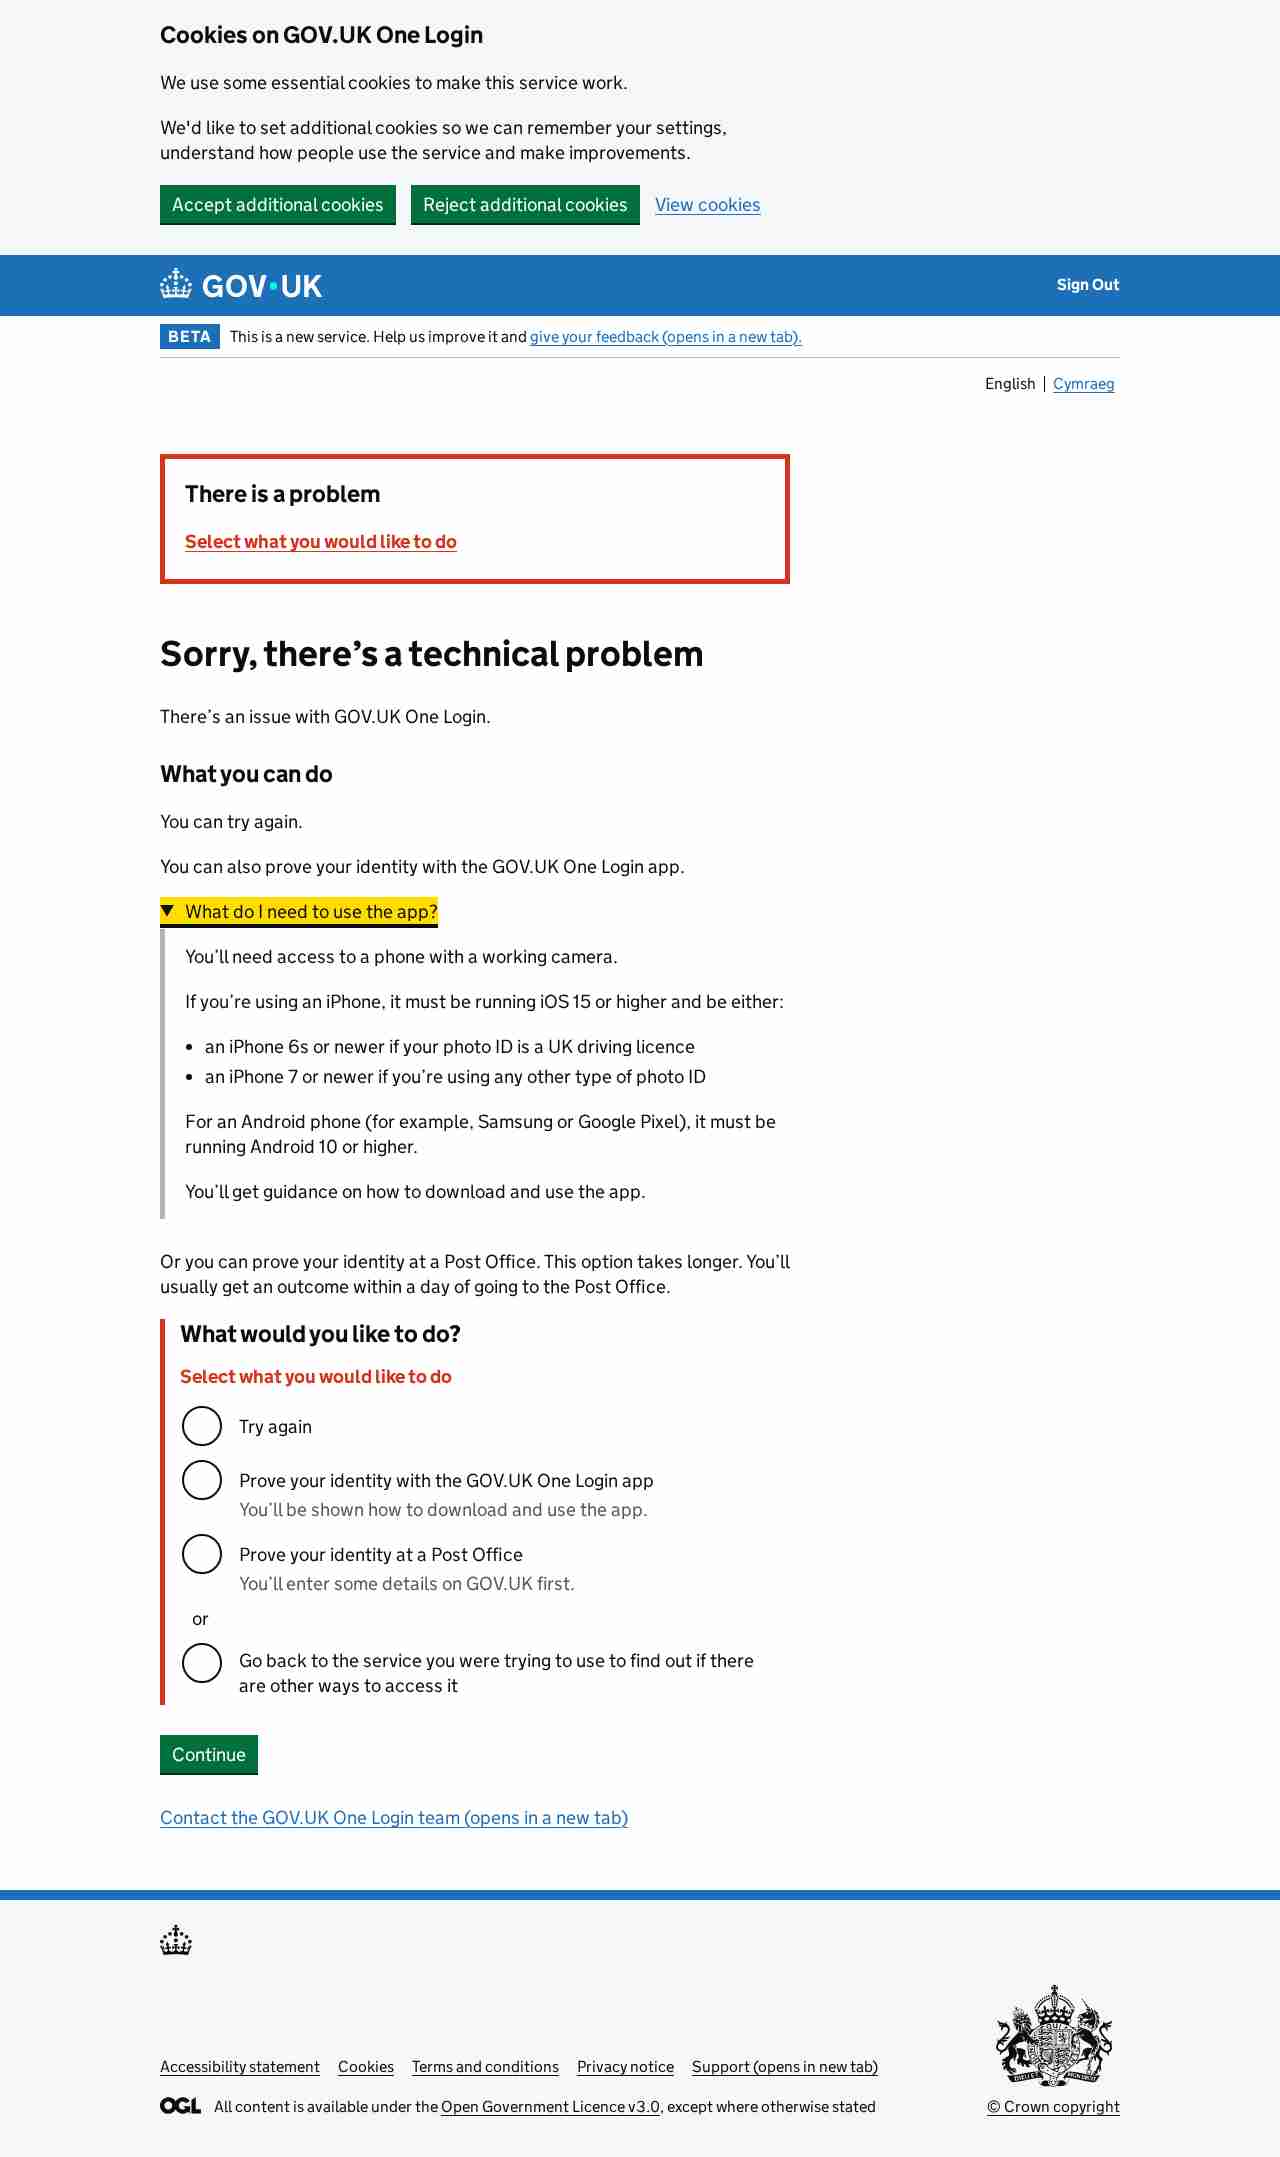 Cookies on GOV.UK One Login
We use some essential cookies to make this service work.
We'd like to set additional cookies so we can remember your settings,
understand how people use the service and make improvements.
Accept additional cookies
Reject additional cookies
View cookies
GOV·UK
Sign Out
BETA
This is a new service. Help us improve it and give your feedback (opens in a new tab).
English
Cymraeg
There is a problem
Select what you would like to do
Sorry, there’s a technical problem
There’s an issue with GOV.UK One Login.
What you can do
You can try again.
You can also prove your identity with the GOV.UK One Login app.
What do I need to use the app?
You’ll need access to a phone with a working camera.
If you’re using an iPhone, it must be running iOS 15 or higher and be either:
• an iPhone 6s or newer if your photo ID is a UK driving licence
• an iPhone 7 or newer if you’re using any other type of photo ID
For an Android phone (for example, Samsung or Google Pixel), it must be
running Android 10 or higher.
You’ll get guidance on how to download and use the app.
Or you can prove your identity at a Post Office. This option takes longer. You’ll
usually get an outcome within a day of going to the Post Office.
What would you like to do?
Select what you would like to do
Try again
Prove your identity with the GOV.UK One Login app
You’ll be shown how to download and use the app.
Prove your identity at a Post Office
You’ll enter some details on GOV.UK first.
or
Go back to the service you were trying to use to find out if there
are other ways to access it
Continue
Contact the GOV.UK One Login team (opens in a new tab)
Accessibility statement
Cookies
Terms and conditions
Privacy notice
Support (opens in new tab)
OGL
All content is available under the Open Government Licence v3.0, except where otherwise stated
© Crown copyright